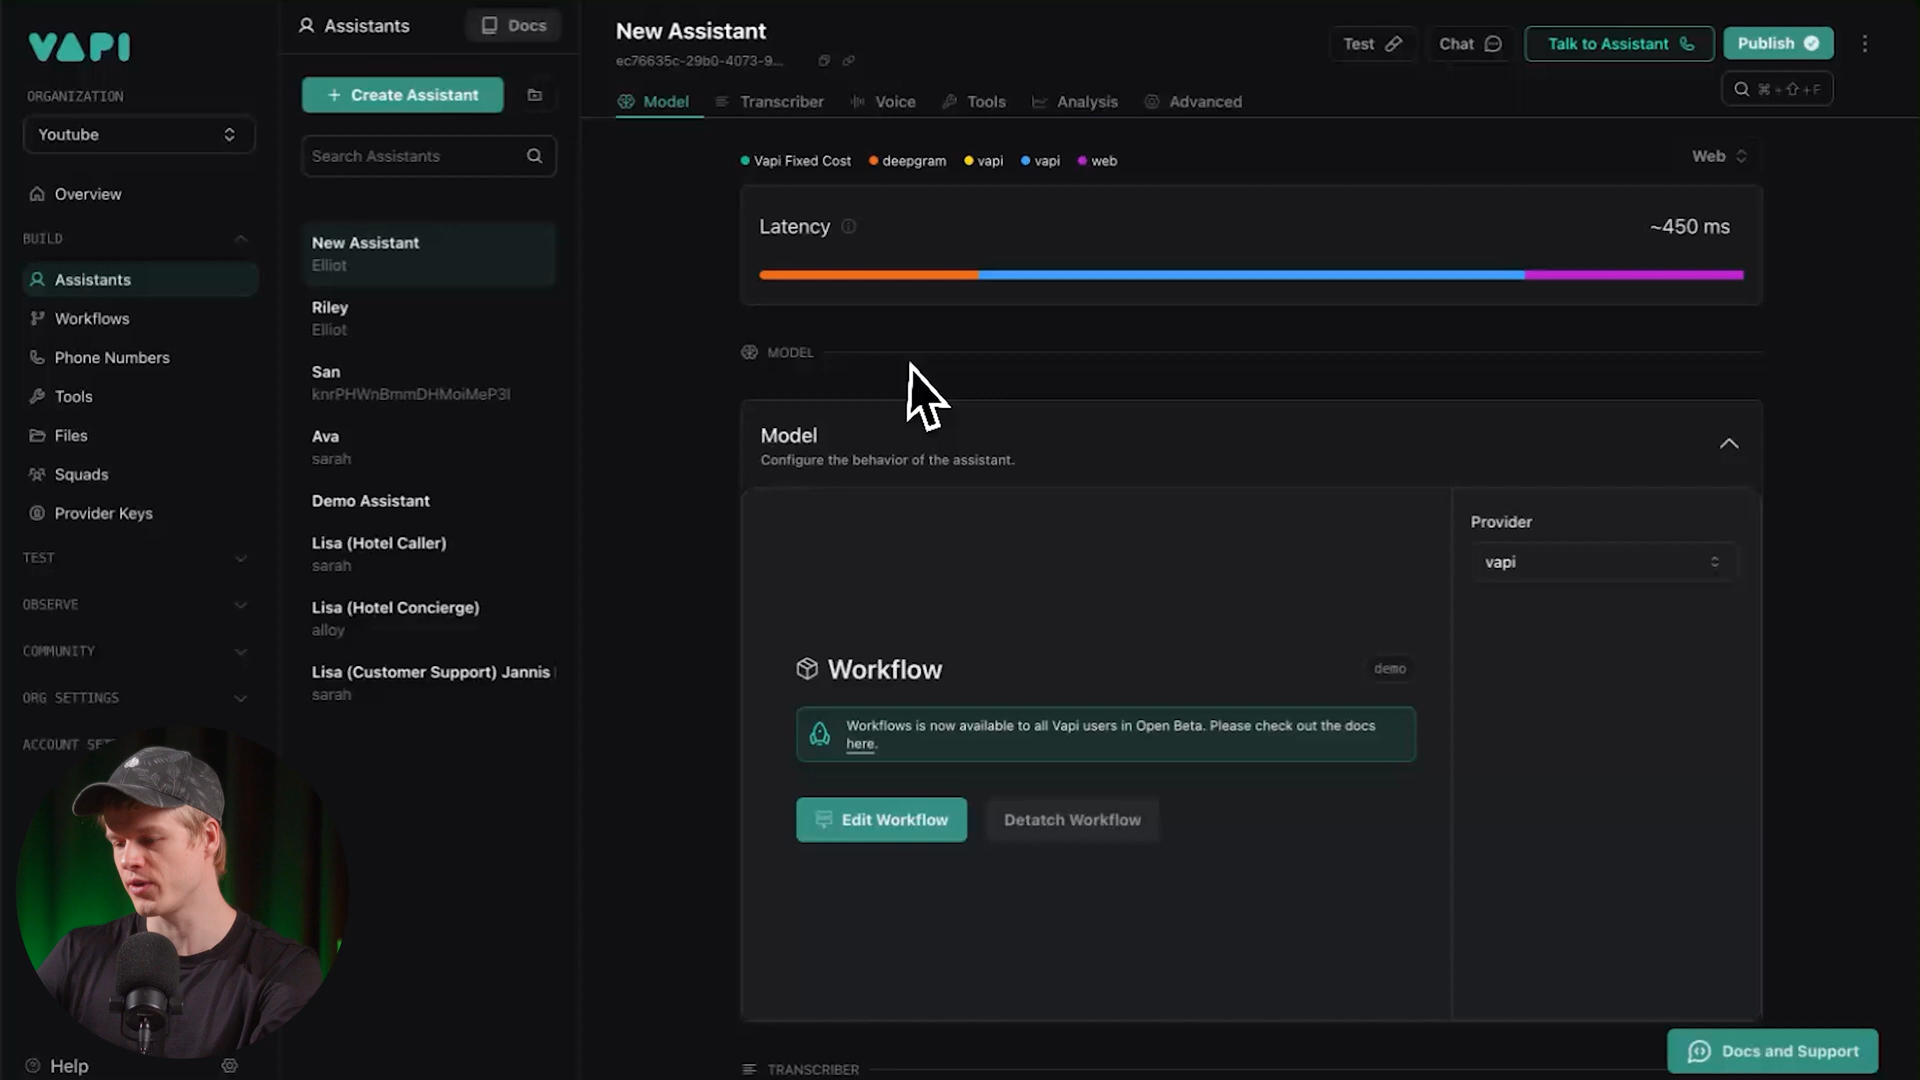 VAPI
ORGANIZATION
Youtube
Overview
BUILD
Assistants
Workflows
Phone Numbers
Tools
Files
Squads
Provider Keys
TEST
OBSERVE
COMMUNITY
ORG SETTINGS
ACCOUNT SET
Help
Assistants
Docs
+ Create Assistant
Search Assistants
New Assistant
Elliot
Riley
Elliot
San
knrPHWnBmmDHMoiMeP3I
Ava
sarah
Demo Assistant
Lisa (Hotel Caller)
sarah
Lisa (Hotel Concierge)
alloy
Lisa (Customer Support) Jannis
sarah
New Assistant
ec76635c-29b0-4073-9...
Test
Chat
Talk to Assistant
Publish
⌘+⇧+F
Model
Transcriber
Voice
Tools
Analysis
Advanced
Vapi Fixed Cost
deepgram
vapi
vapi
web
Web
Latency
~450 ms
MODEL
Model
Configure the behavior of the assistant.
Provider
vapi
Workflow
demo
Workflows is now available to all Vapi users in Open Beta. Please check out the docs
here.
Edit Workflow
Detatch Workflow
TRANSCRIBER
Docs and Support